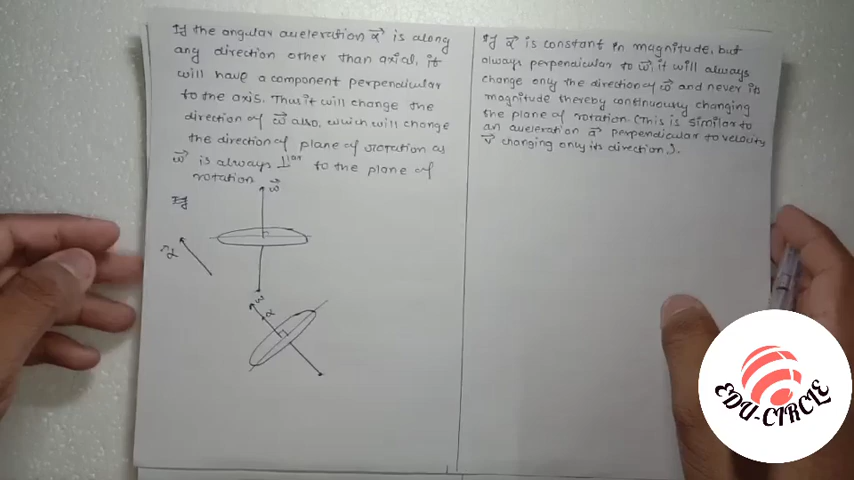 If the angular acceleration α⃗ is along
any direction other than axial, it
will have a component perpendicular
to the axis. Thus it will change the
direction of ω⃗ also, which will change
the direction of plane of rotation as
ω⃗ is always ⊥ar to the plane of
rotation
If
ω⃗
α⃗
ω
α
If α⃗ is constant in magnitude, but
always perpendicular to ω⃗, it will always
change only the direction of ω⃗ and never its
magnitude thereby continuously changing
the plane of rotation. (This is similar to
an acceleration a⃗ perpendicular to velocity
v⃗ changing only its direction).
EDU-CIRCLE